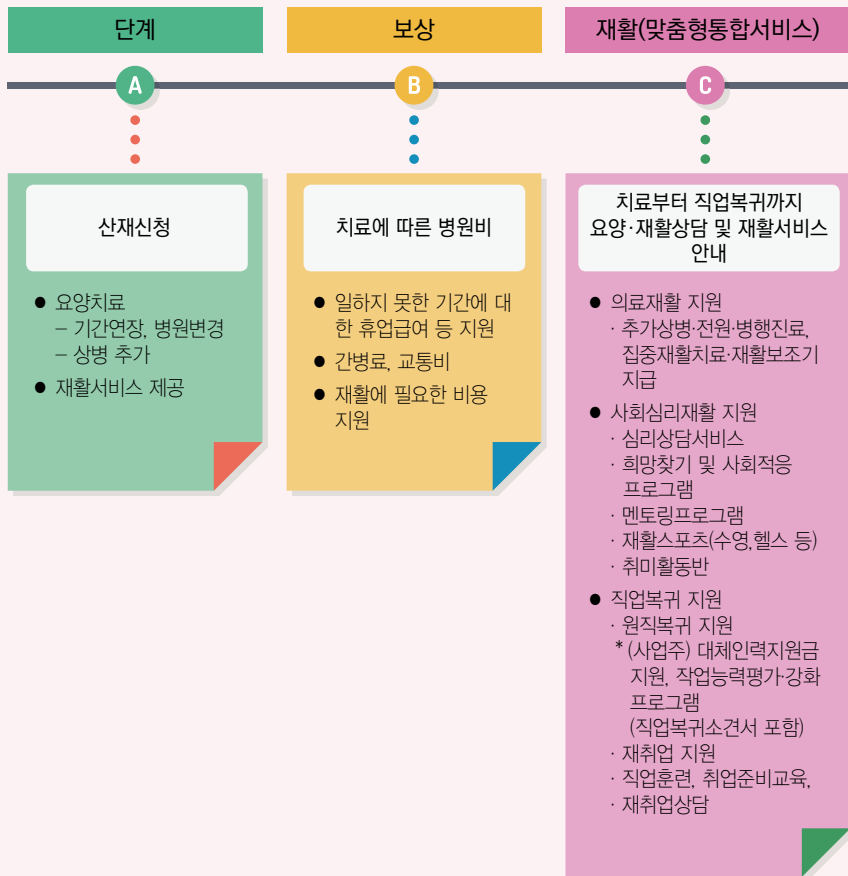 단계
보상
재활(맞춤형통합서비스)
A
B
C
산재신청
● 요양치료
– 기간연장, 병원변경
– 상병 추가
● 재활서비스 제공
치료에 따른 병원비
● 일하지 못한 기간에 대
한 휴업급여 등 지원
● 간병료, 교통비
● 재활에 필요한 비용
지원
치료부터 직업복귀까지
요양·재활상담 및 재활서비스
안내
● 의료재활 지원
· 추가상병·전원·병행진료,
집중재활치료·재활보조기
지급
● 사회심리재활 지원
· 심리상담서비스
· 희망찾기 및 사회적응
프로그램
· 멘토링프로그램
· 재활스포츠(수영,헬스 등)
· 취미활동반
● 직업복귀 지원
· 원직복귀 지원
* (사업주) 대체인력지원금
지원, 작업능력평가·강화
프로그램
(직업복귀소견서 포함)
· 재취업 지원
· 직업훈련, 취업준비교육,
· 재취업상담